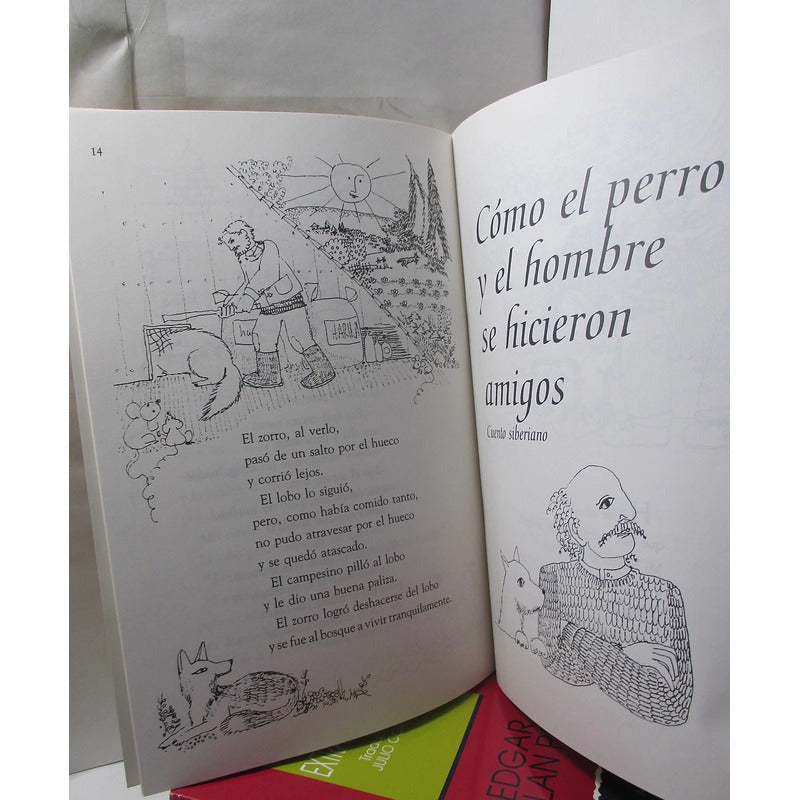 14
HARINA
El zorro, al verlo,
pasó de un salto por el hueco
y corrió lejos.
El lobo lo siguió,
pero, como había comido tanto,
no pudo atravesar por el hueco
y se quedó atascado.
El campesino pilló al lobo
y le dio una buena paliza.
El zorro logró deshacerse del lobo
y se fue al bosque a vivir tranquilamente.
Cómo el perro
y el hombre
se hicieron
amigos
Cuento siberiano
JULIO
EDGAR